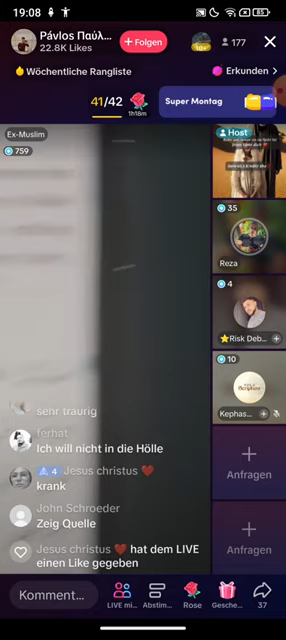 19:08
85
Pávlos Παύλ...
22.8K Likes
+ Folgen
10+
177
Wöchentliche Rangliste
Erkunden
41/42
1h18m
Super Montag
Ex-Muslim
759
Host
35
Reza
4
Risk Deb...
10
Kephas...
Anfragen
Anfragen
sehr traurig
ferhat
Ich will nicht in die Hölle
4 Jesus christus
krank
John Schroeder
Zeig Quelle
Jesus christus hat dem LIVE
einen Like gegeben
Komment...
LIVE mi...
Abstim...
Rose
Gesche...
37